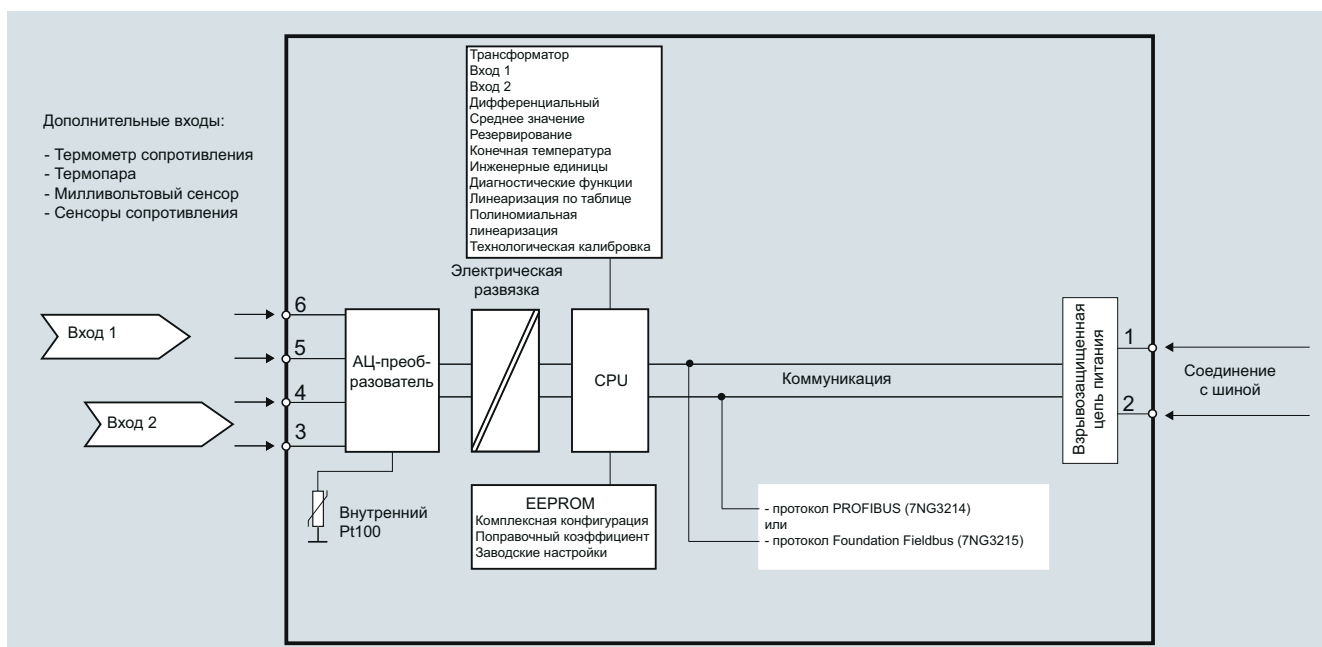 Трансформатор
Вход 1
Вход 2
Дифференциальный
Среднее значение
Резервирование
Конечная температура
Инженерные единицы
Диагностические функции
Линеаризация по таблице
Полиномиальная
линеаризация
Технологическая калибровка
Дополнительные входы:
- Термометр сопротивления
- Термопара
- Милливольтовый сенсор
- Сенсоры сопротивления
Электрическая
развязка
Вход 1
Вход 2
6
5
4
3
АЦ-преоб-
разователь
CPU
Коммуникация
Взрывозащищенная
цепь питания
1
2
Соединение
с шиной
Внутренний
Pt100
EEPROM
Комплексная конфигурация
Поправочный коэффициент
Заводские настройки
- протокол PROFIBUS (7NG3214)
или
- протокол Foundation Fieldbus (7NG3215)